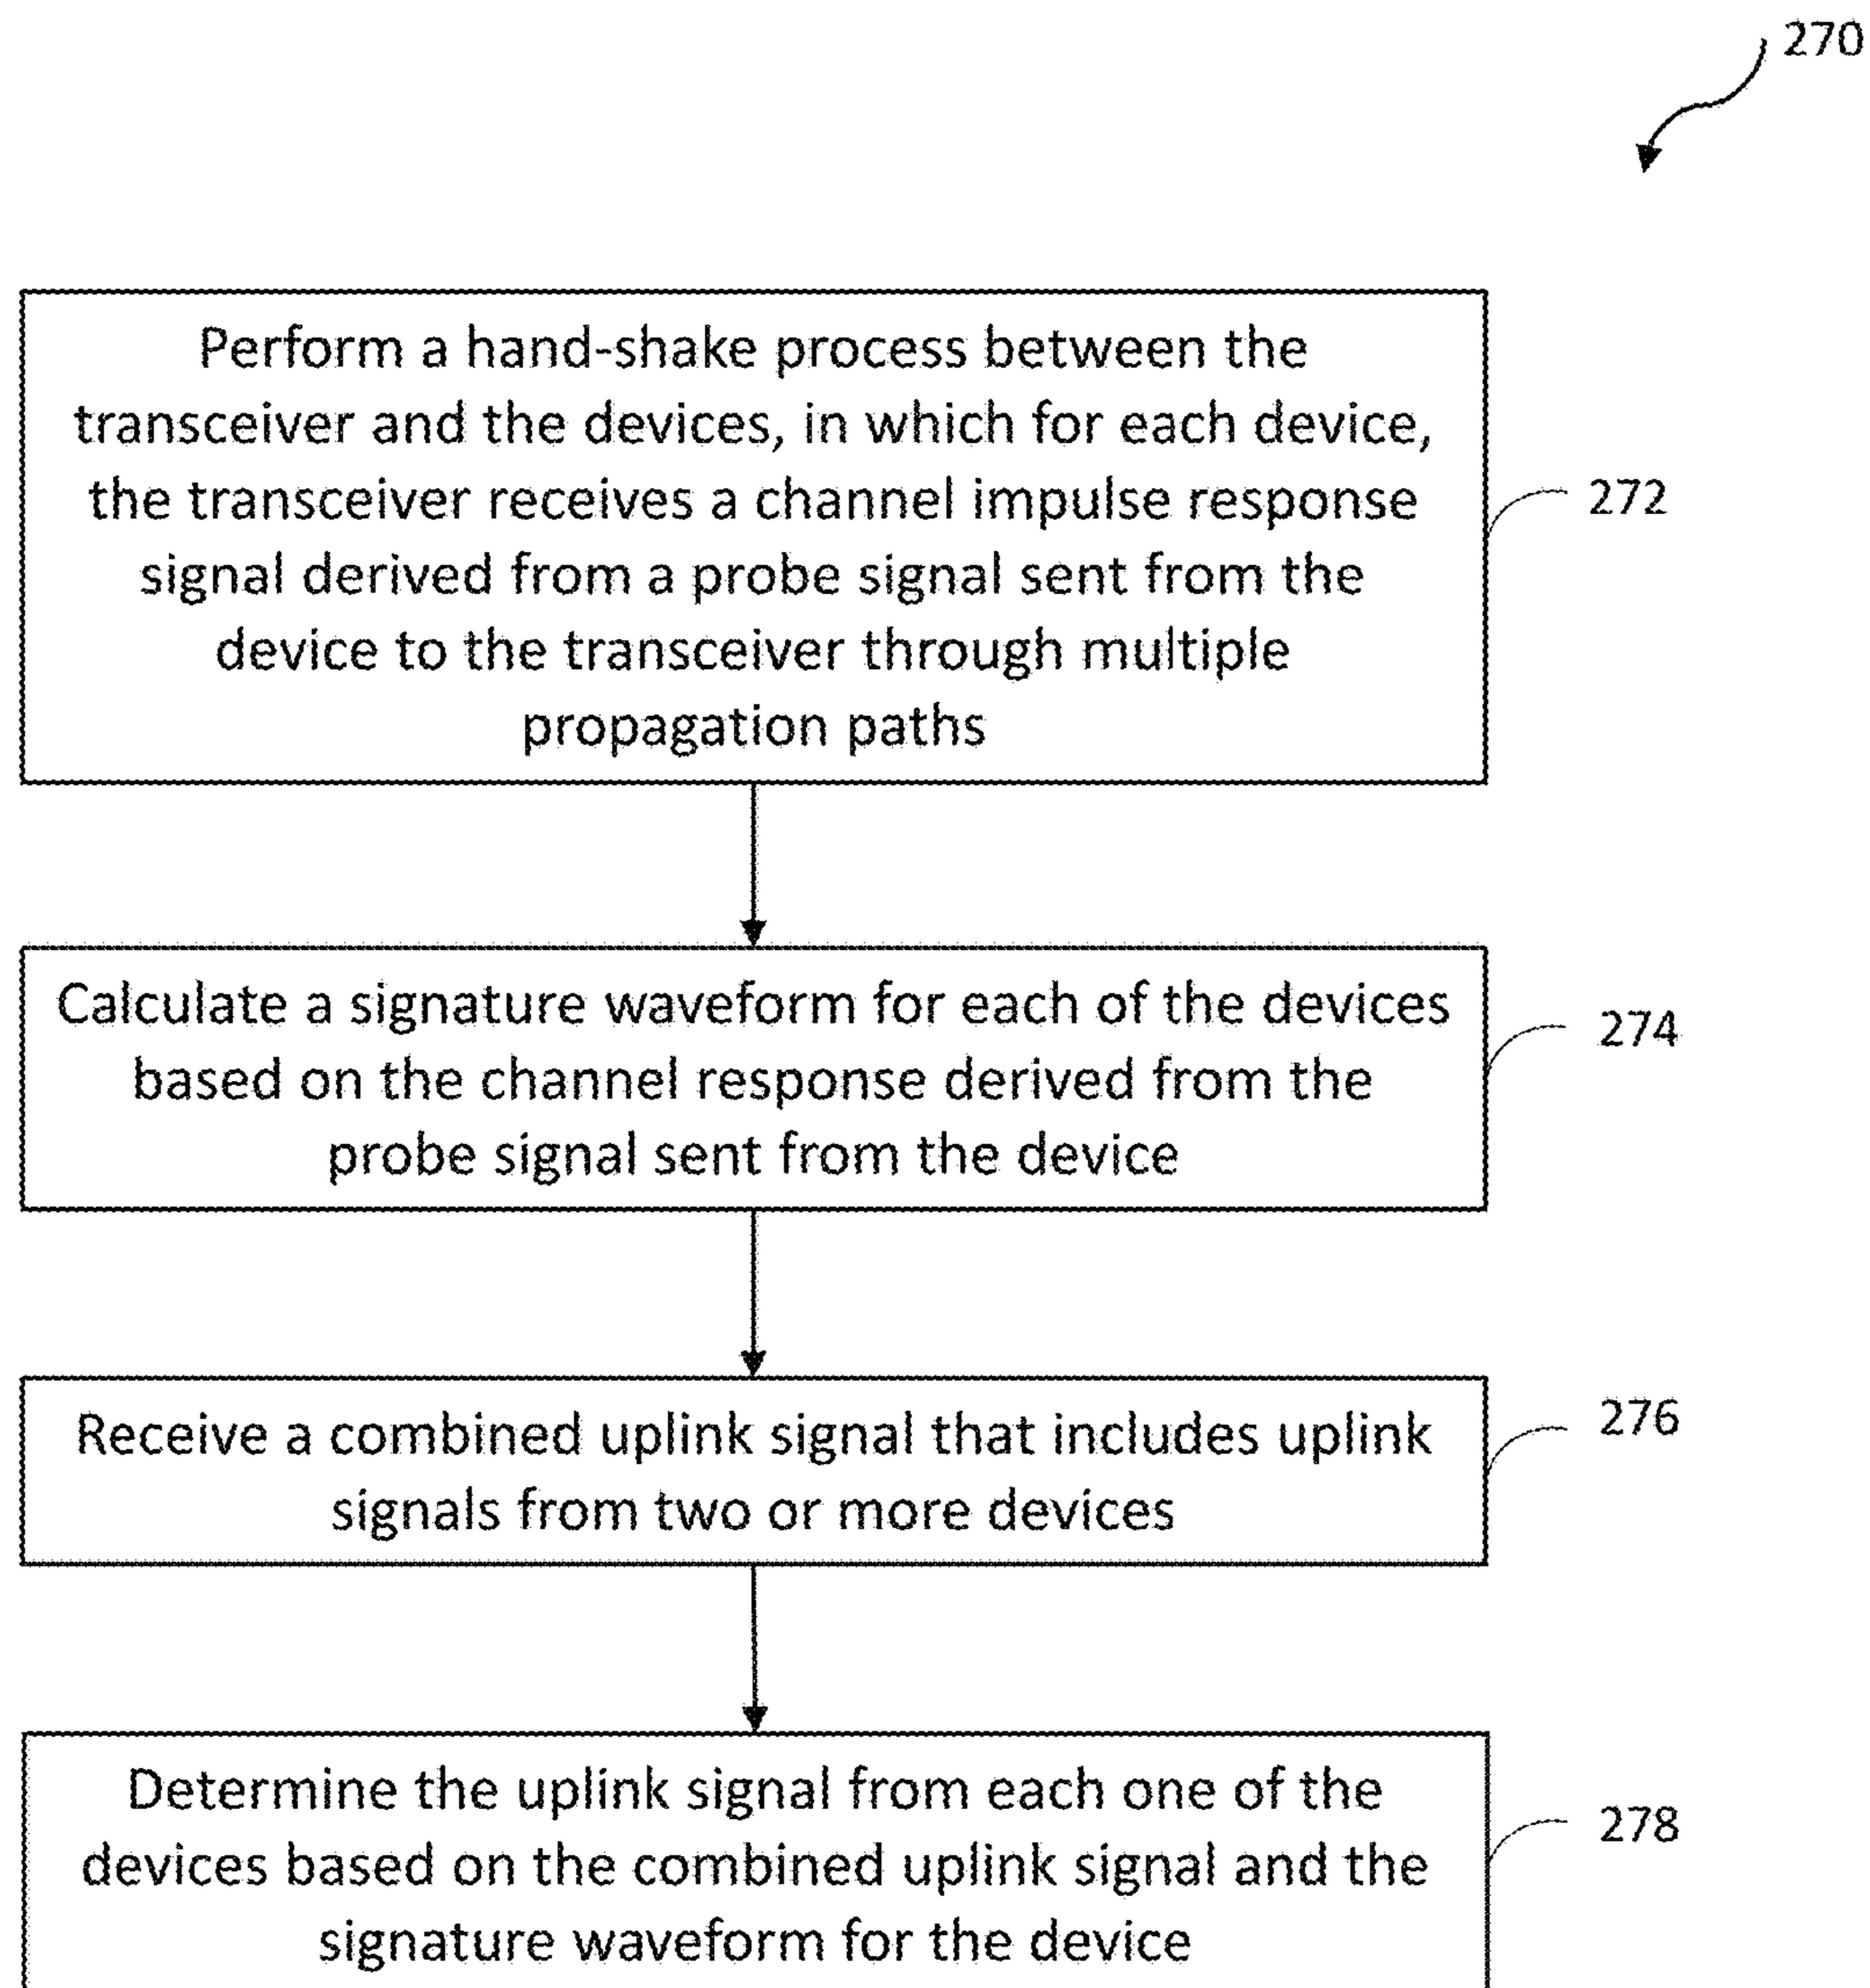 270
Perform a hand-shake process between the
transceiver and the devices, in which for each device,
the transceiver receives a channel impulse response
signal derived from a probe signal sent from the
device to the transceiver through multiple
propagation paths
272
Calculate a signature waveform for each of the devices
based on the channel response derived from the
probe signal sent from the device
274
Receive a combined uplink signal that includes uplink
signals from two or more devices
276
Determine the uplink signal from each one of the
devices based on the combined uplink signal and the
signature waveform for the device
278